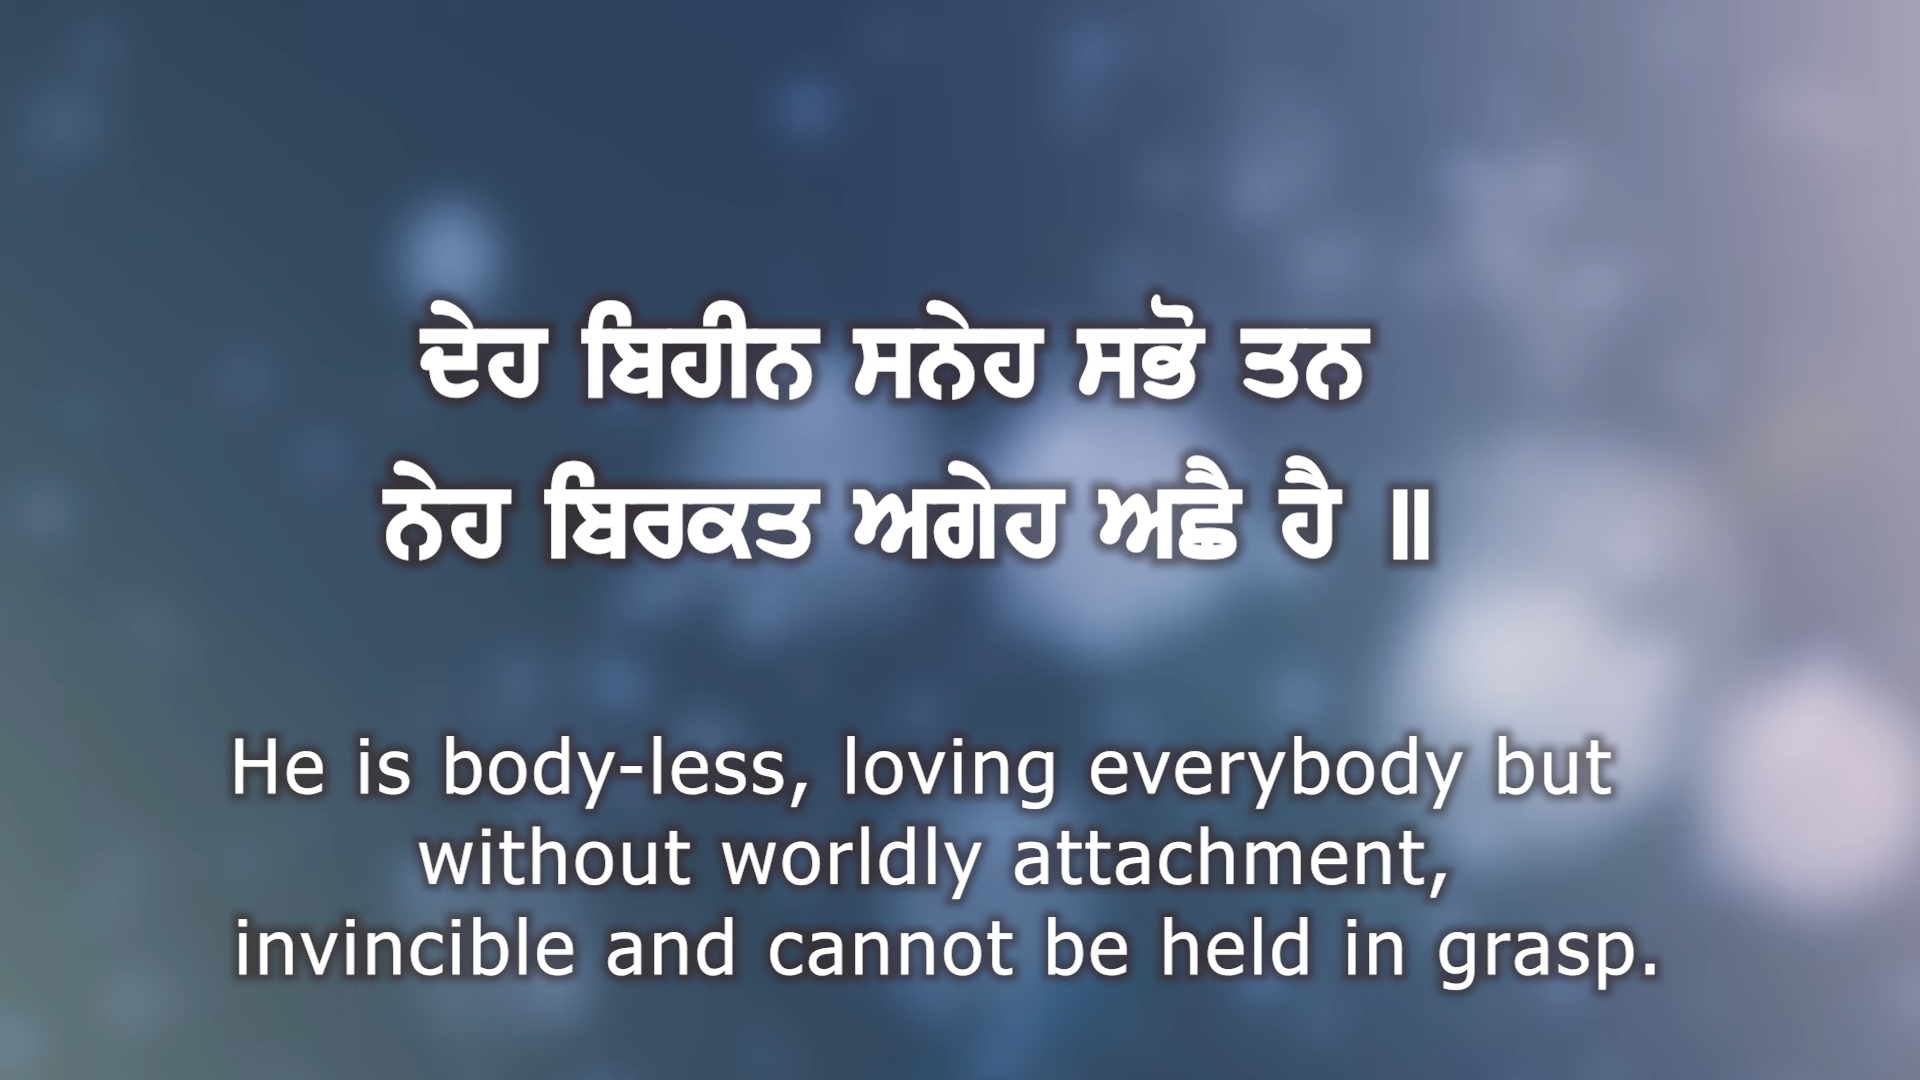 ਦੇਹ ਬਿਹੀਨ ਸਨੇਹ ਸਭੋ ਤਨ
ਨੇਹ ਬਿਰਕਤ ਅਗੇਹ ਅਛੈ ਹੈ ॥
He is body-less, loving everybody but
without worldly attachment,
invincible and cannot be held in grasp.